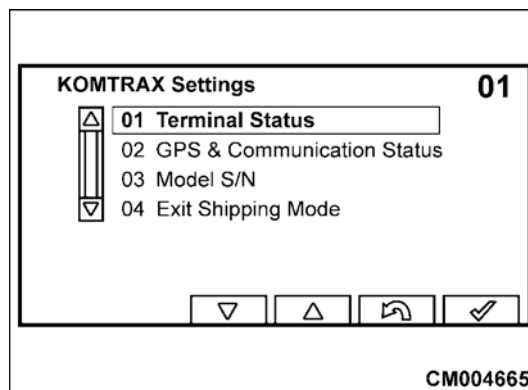 KOMTRAX Settings 01
01 Terminal Status
02 GPS & Communication Status
03 Model S/N
04 Exit Shipping Mode
CM004665